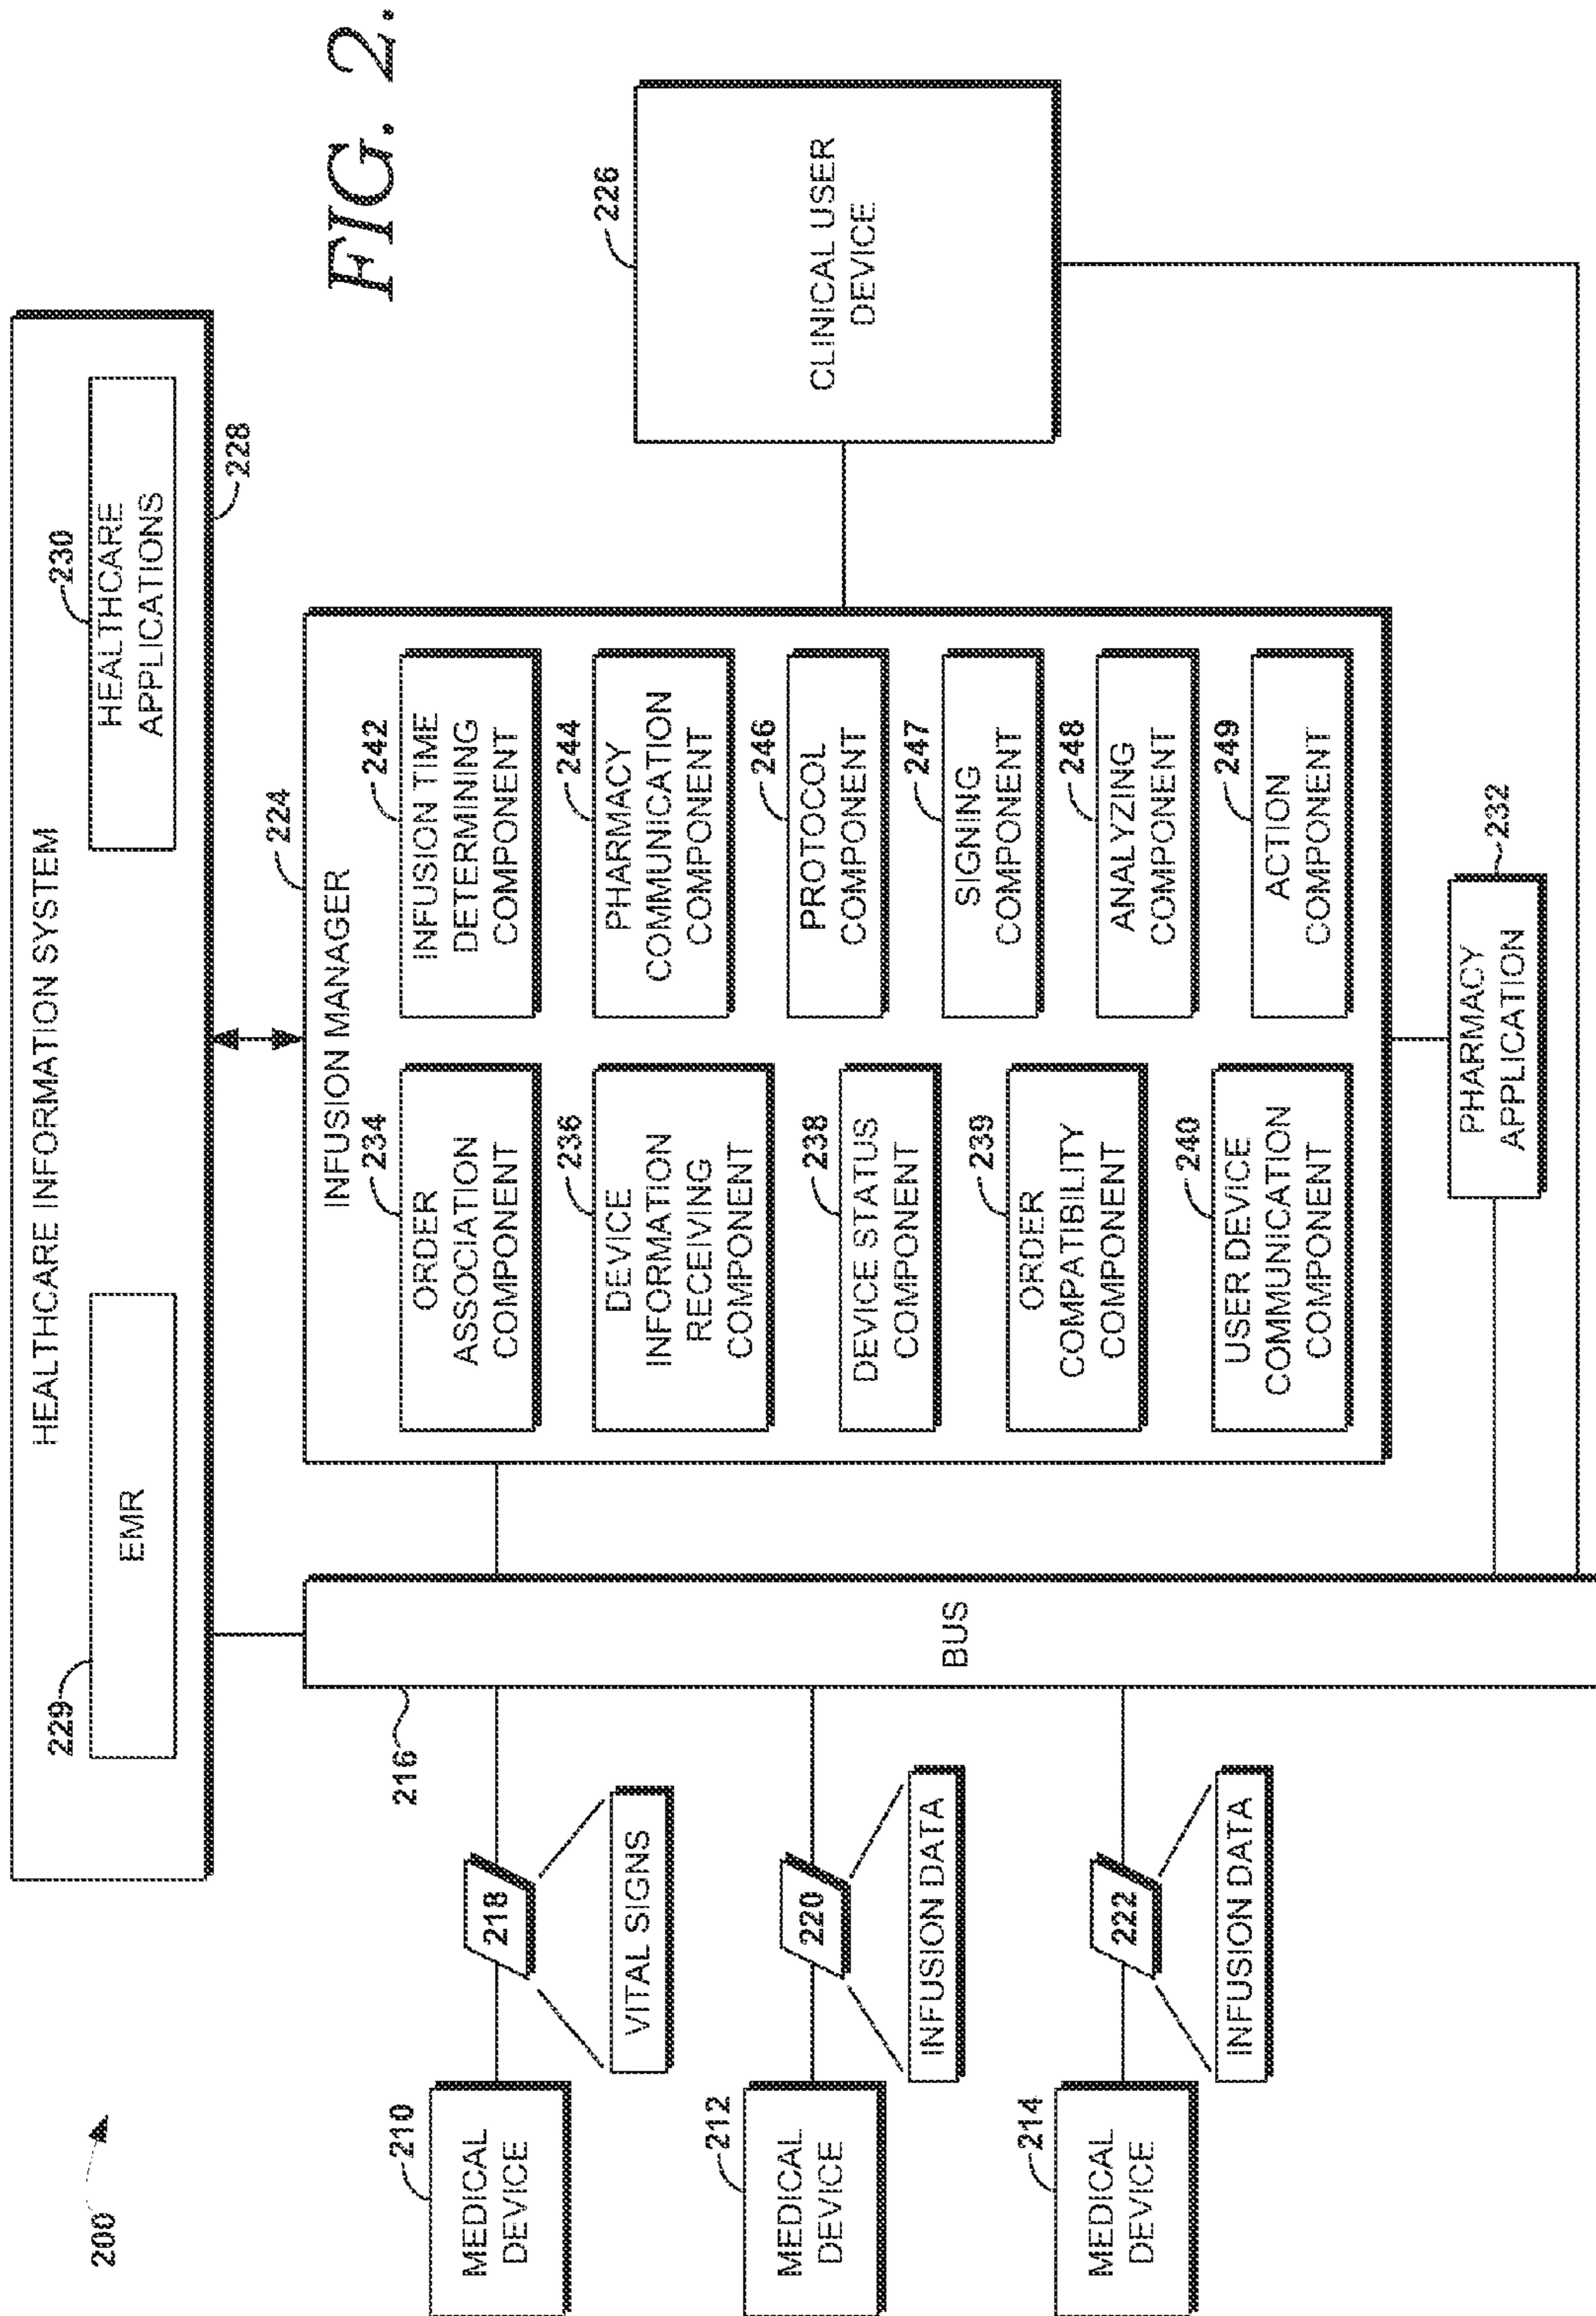 200
HEALTHCARE INFORMATION SYSTEM
229
EMR
230
HEALTHCARE
APPLICATIONS
228
FIG. 2.
210
MEDICAL
DEVICE
218
VITAL SIGNS
212
MEDICAL
DEVICE
220
INFUSION DATA
214
MEDICAL
DEVICE
222
INFUSION DATA
216
BUS
224
INFUSION MANAGER
234
ORDER
ASSOCIATION
COMPONENT
236
DEVICE
INFORMATION
RECEIVING
COMPONENT
238
DEVICE STATUS
COMPONENT
239
ORDER
COMPATIBILITY
COMPONENT
240
USER DEVICE
COMMUNICATION
COMPONENT
242
INFUSION TIME
DETERMINING
COMPONENT
244
PHARMACY
COMMUNICATION
COMPONENT
246
PROTOCOL
COMPONENT
247
SIGNING
COMPONENT
248
ANALYZING
COMPONENT
249
ACTION
COMPONENT
232
PHARMACY
APPLICATION
226
CLINICAL USER
DEVICE